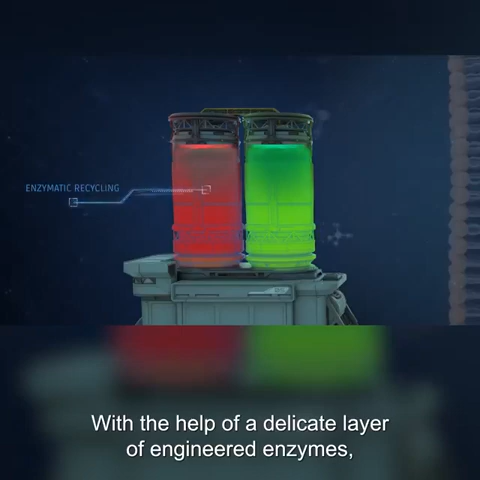 ENZYMATIC RECYCLING
With the help of a delicate layer
of engineered enzymes,